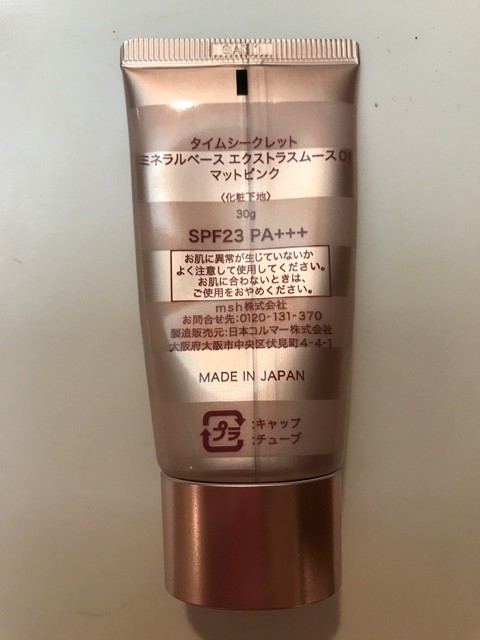 タイムシークレット
ミネラルベース エクストラスムース 01
マットピンク
〈化粧下地〉
30g
SPF23 PA+++
お肌に異常が生じていないか
よく注意して使用してください。
お肌に合わないときは、
ご使用をおやめください。
msh株式会社
お問合せ先:0120-131-370
製造販売元:日本コルマー株式会社
大阪府大阪市中央区伏見町4-4-1
MADE IN JAPAN
プラ
:キャップ
:チューブ